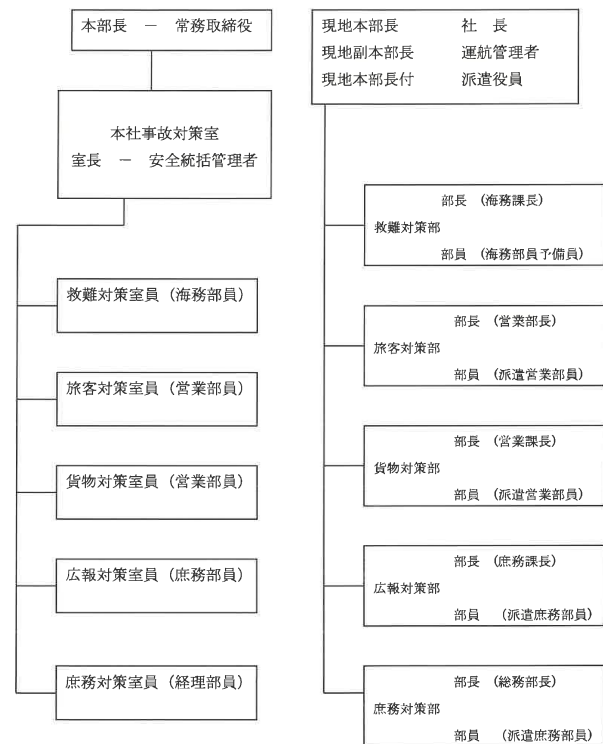 本部長 － 常務取締役
本社事故対策室
室長 － 安全統括管理者
救難対策室員（海務部員）
旅客対策室員（営業部員）
貨物対策室員（営業部員）
広報対策室員（庶務部員）
庶務対策室員（経理部員）
現地本部長 社 長
現地副本部長 運航管理者
現地本部長付 派遣役員
部長 （海務課長）
救難対策部
部員 （海務部員予備員）
部長 （営業部長）
旅客対策部
部員 （派遣営業部員）
部長 （営業課長）
貨物対策部
部員 （派遣営業部員）
部長 （庶務課長）
広報対策部
部員 （派遣庶務部員）
部長 （総務部長）
庶務対策部
部員 （派遣庶務部員）